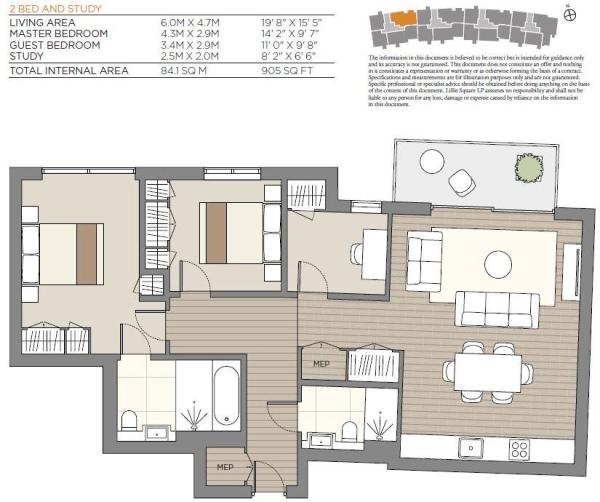 2 BED AND STUDY
LIVING AREA 6.0M X 4.7M 19' 8" X 15' 5"
MASTER BEDROOM 4.3M X 2.9M 14' 2" X 9' 7"
GUEST BEDROOM 3.4M X 2.9M 11' 0" X 9' 8"
STUDY 2.5M X 2.0M 8' 2" X 6' 6"
TOTAL INTERNAL AREA 84.1 SQ M 905 SQ FT
N
The information in this document is believed to be correct but is intended for guidance only
and its accuracy is not guaranteed. This document does not constitute an offer and nothing
in it constitutes a representation or warranty or as otherwise forming the basis of a contract.
Specifications and measurements are for illustration purposes only and are not guaranteed.
Specific professional or specialist advice should be obtained before doing anything on the basis
of the content of this document. Lillie Square LP assumes no responsibility and shall not be
liable to any person for any loss, damage or expense caused by reliance on the information
in this document.
MEP
MEP